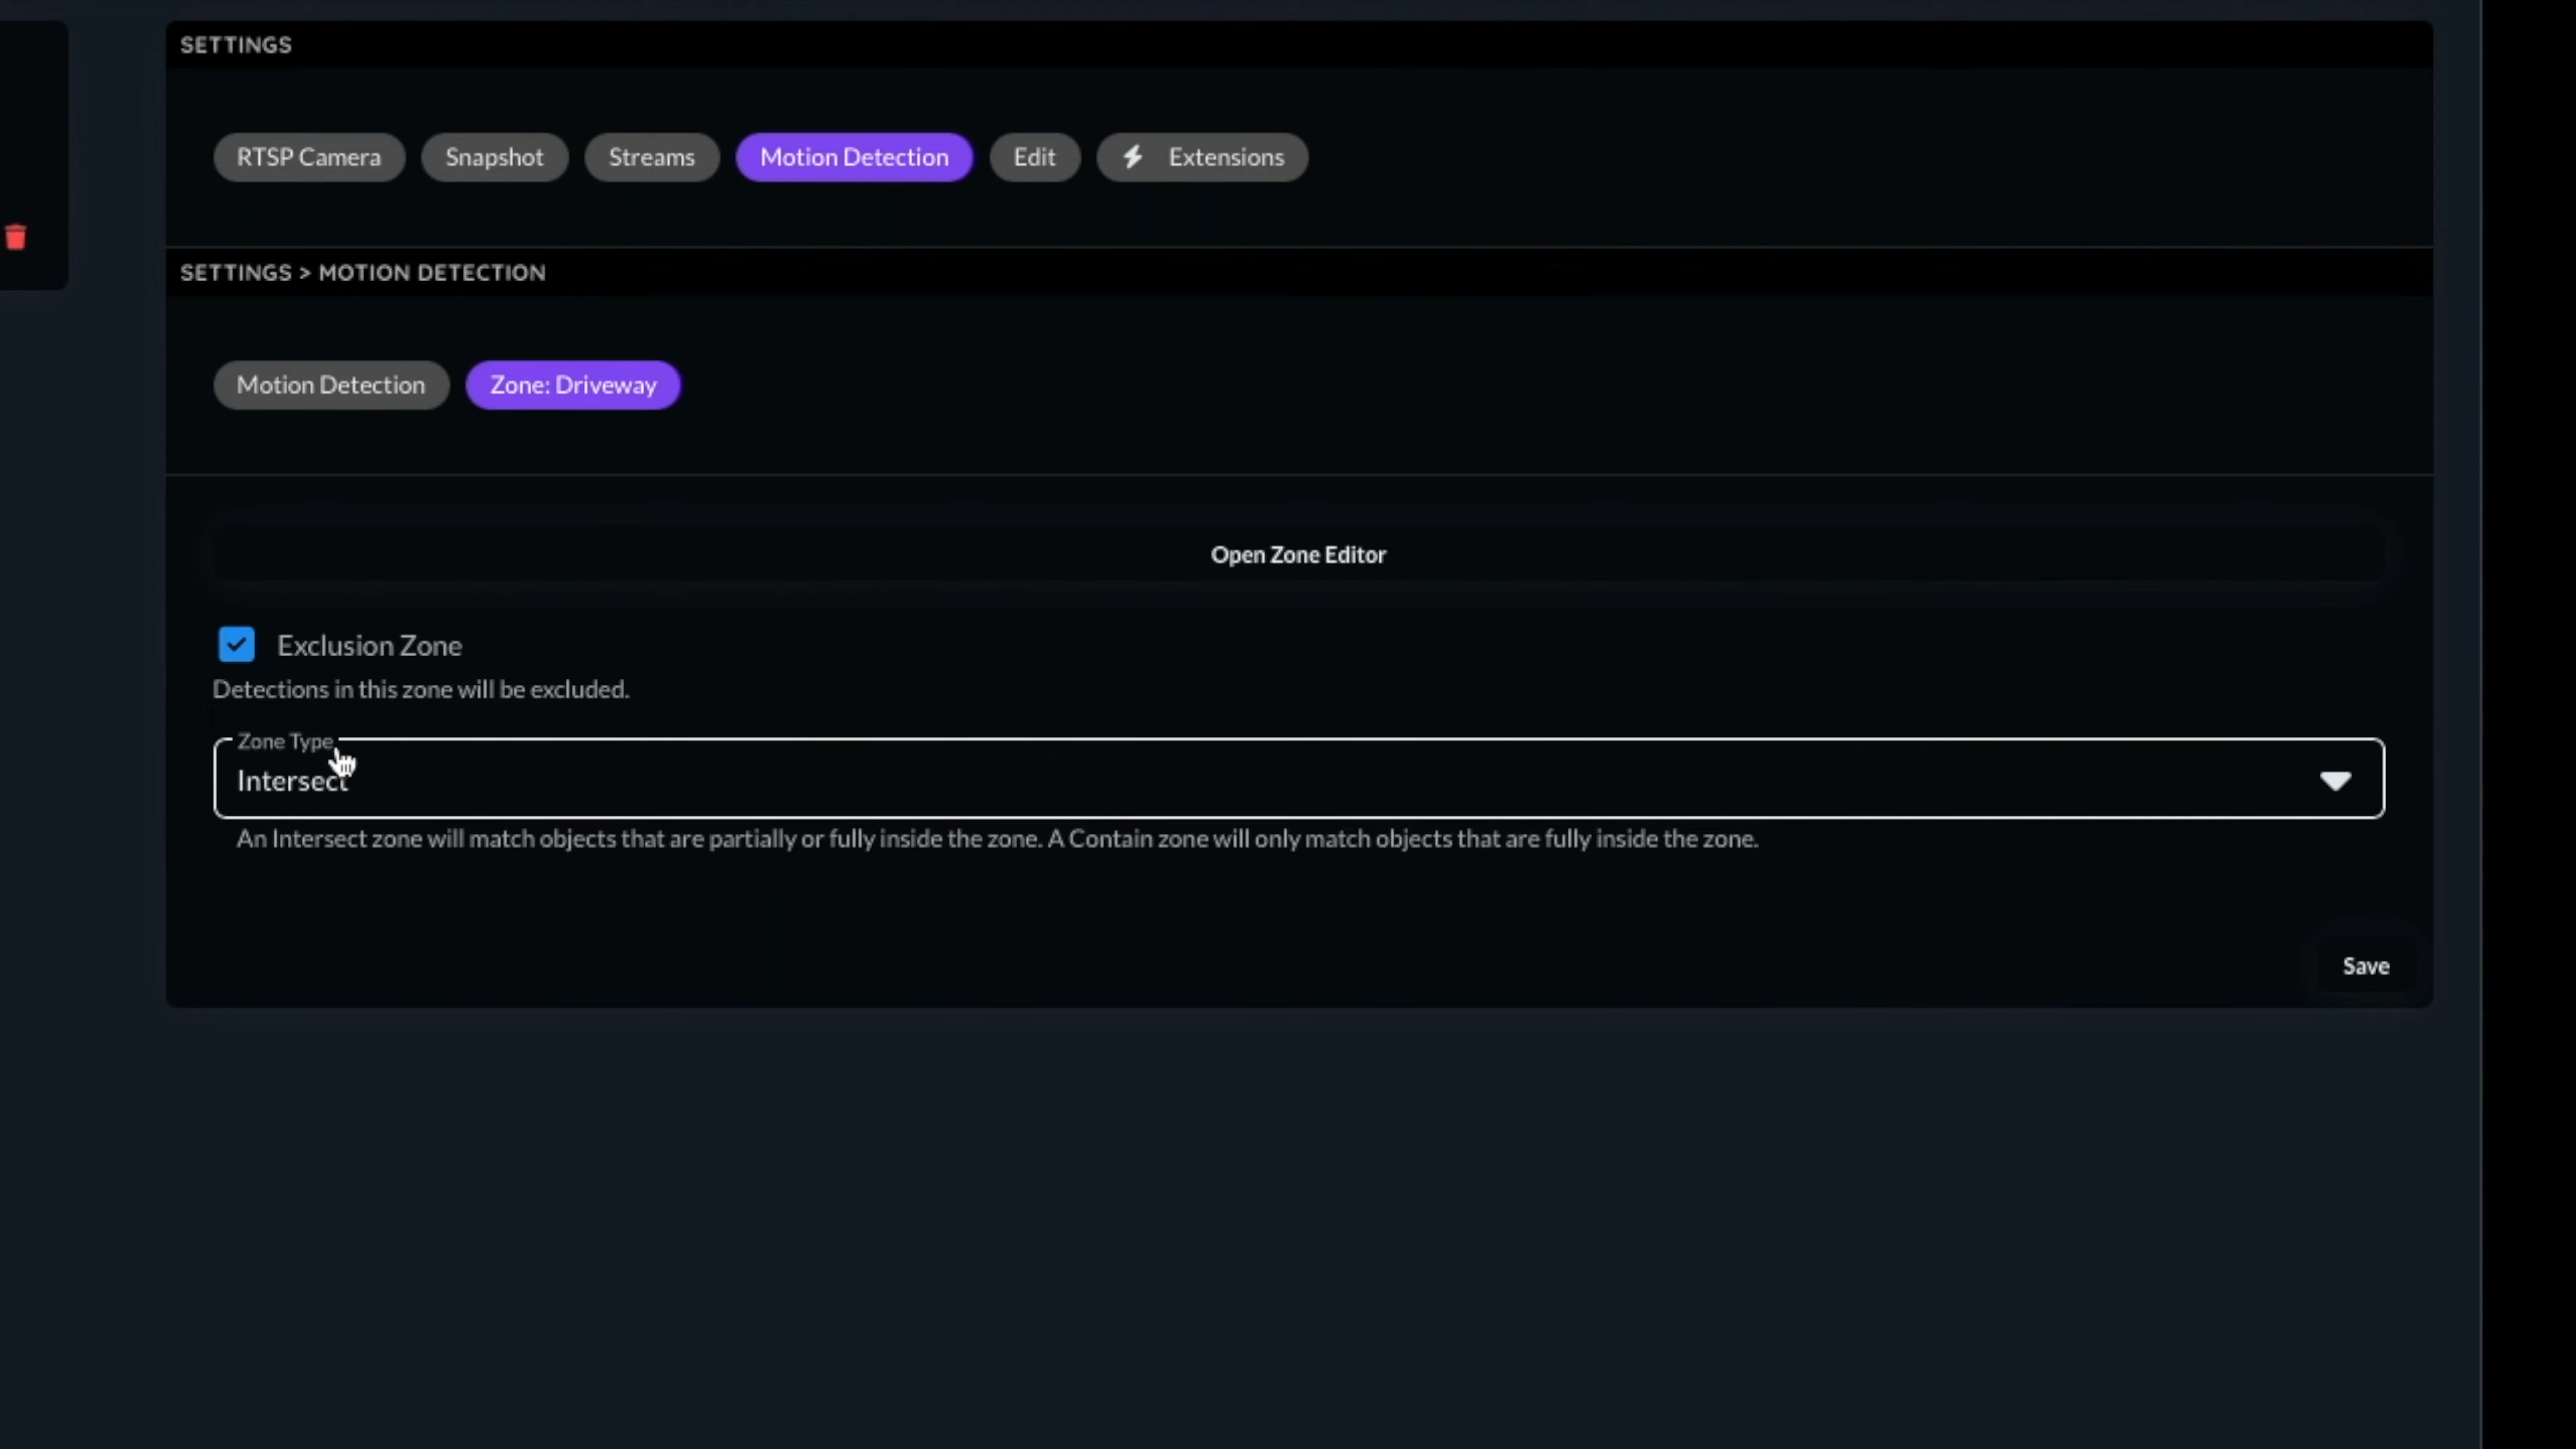 SETTINGS
RTSP Camera Snapshot Streams Motion Detection Edit Extensions
SETTINGS > MOTION DETECTION
Motion Detection Zone: Driveway
Open Zone Editor
Exclusion Zone
Detections in this zone will be excluded.
Zone Type
Intersect
An Intersect zone will match objects that are partially or fully inside the zone. A Contain zone will only match objects that are fully inside the zone.
Save